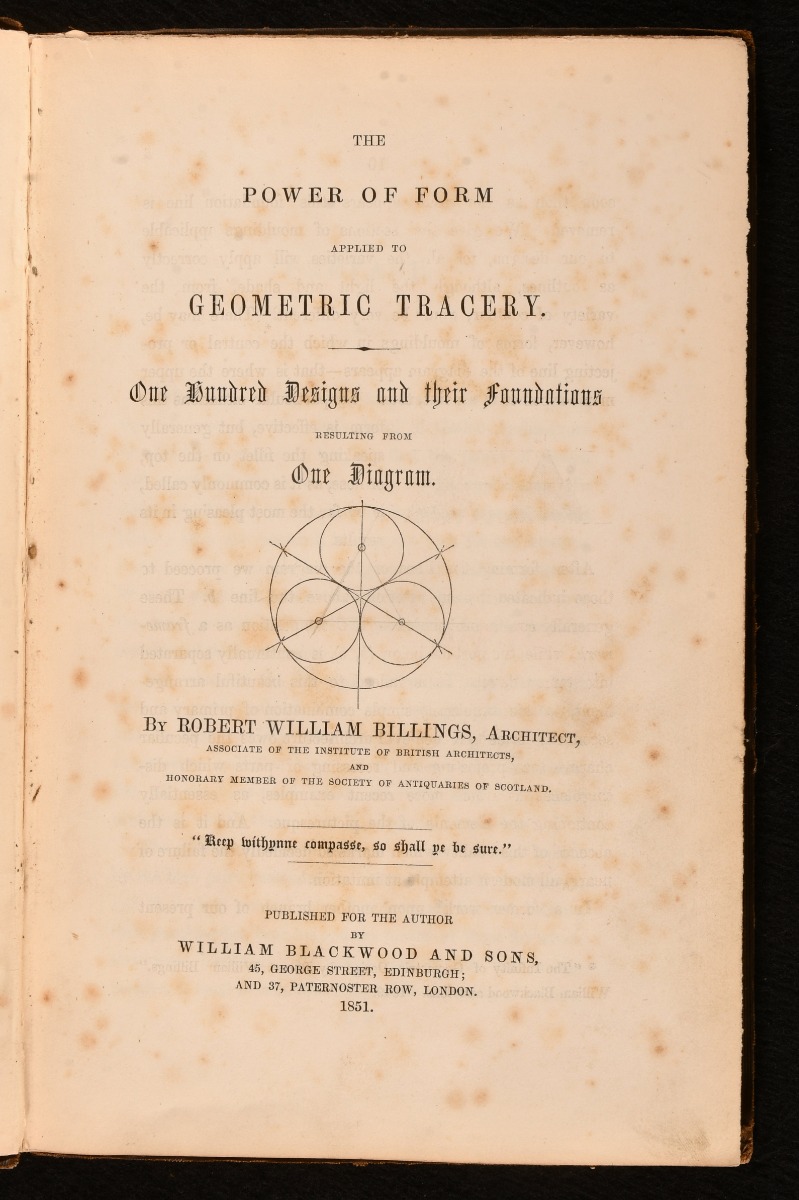 THE
POWER OF FORM
APPLIED TO
GEOMETRIC TRACERY.
One Hundred Designs and their Foundations
RESULTING FROM
One Diagram.
BY ROBERT WILLIAM BILLINGS, ARCHITECT,
ASSOCIATE OF THE INSTITUTE OF BRITISH ARCHITECTS,
AND
HONORARY MEMBER OF THE SOCIETY OF ANTIQUARIES OF SCOTLAND.
"Keep withynne compasse, so shall ye be sure."
PUBLISHED FOR THE AUTHOR
BY
WILLIAM BLACKWOOD AND SONS,
45, GEORGE STREET, EDINBURGH;
AND 37, PATERNOSTER ROW, LONDON.
1851.